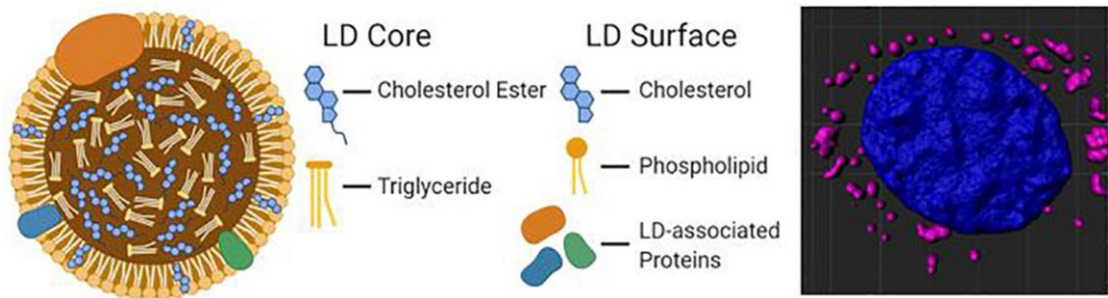 LD Core
Cholesterol Ester
Triglyceride
LD Surface
Cholesterol
Phospholipid
LD-associated
Proteins